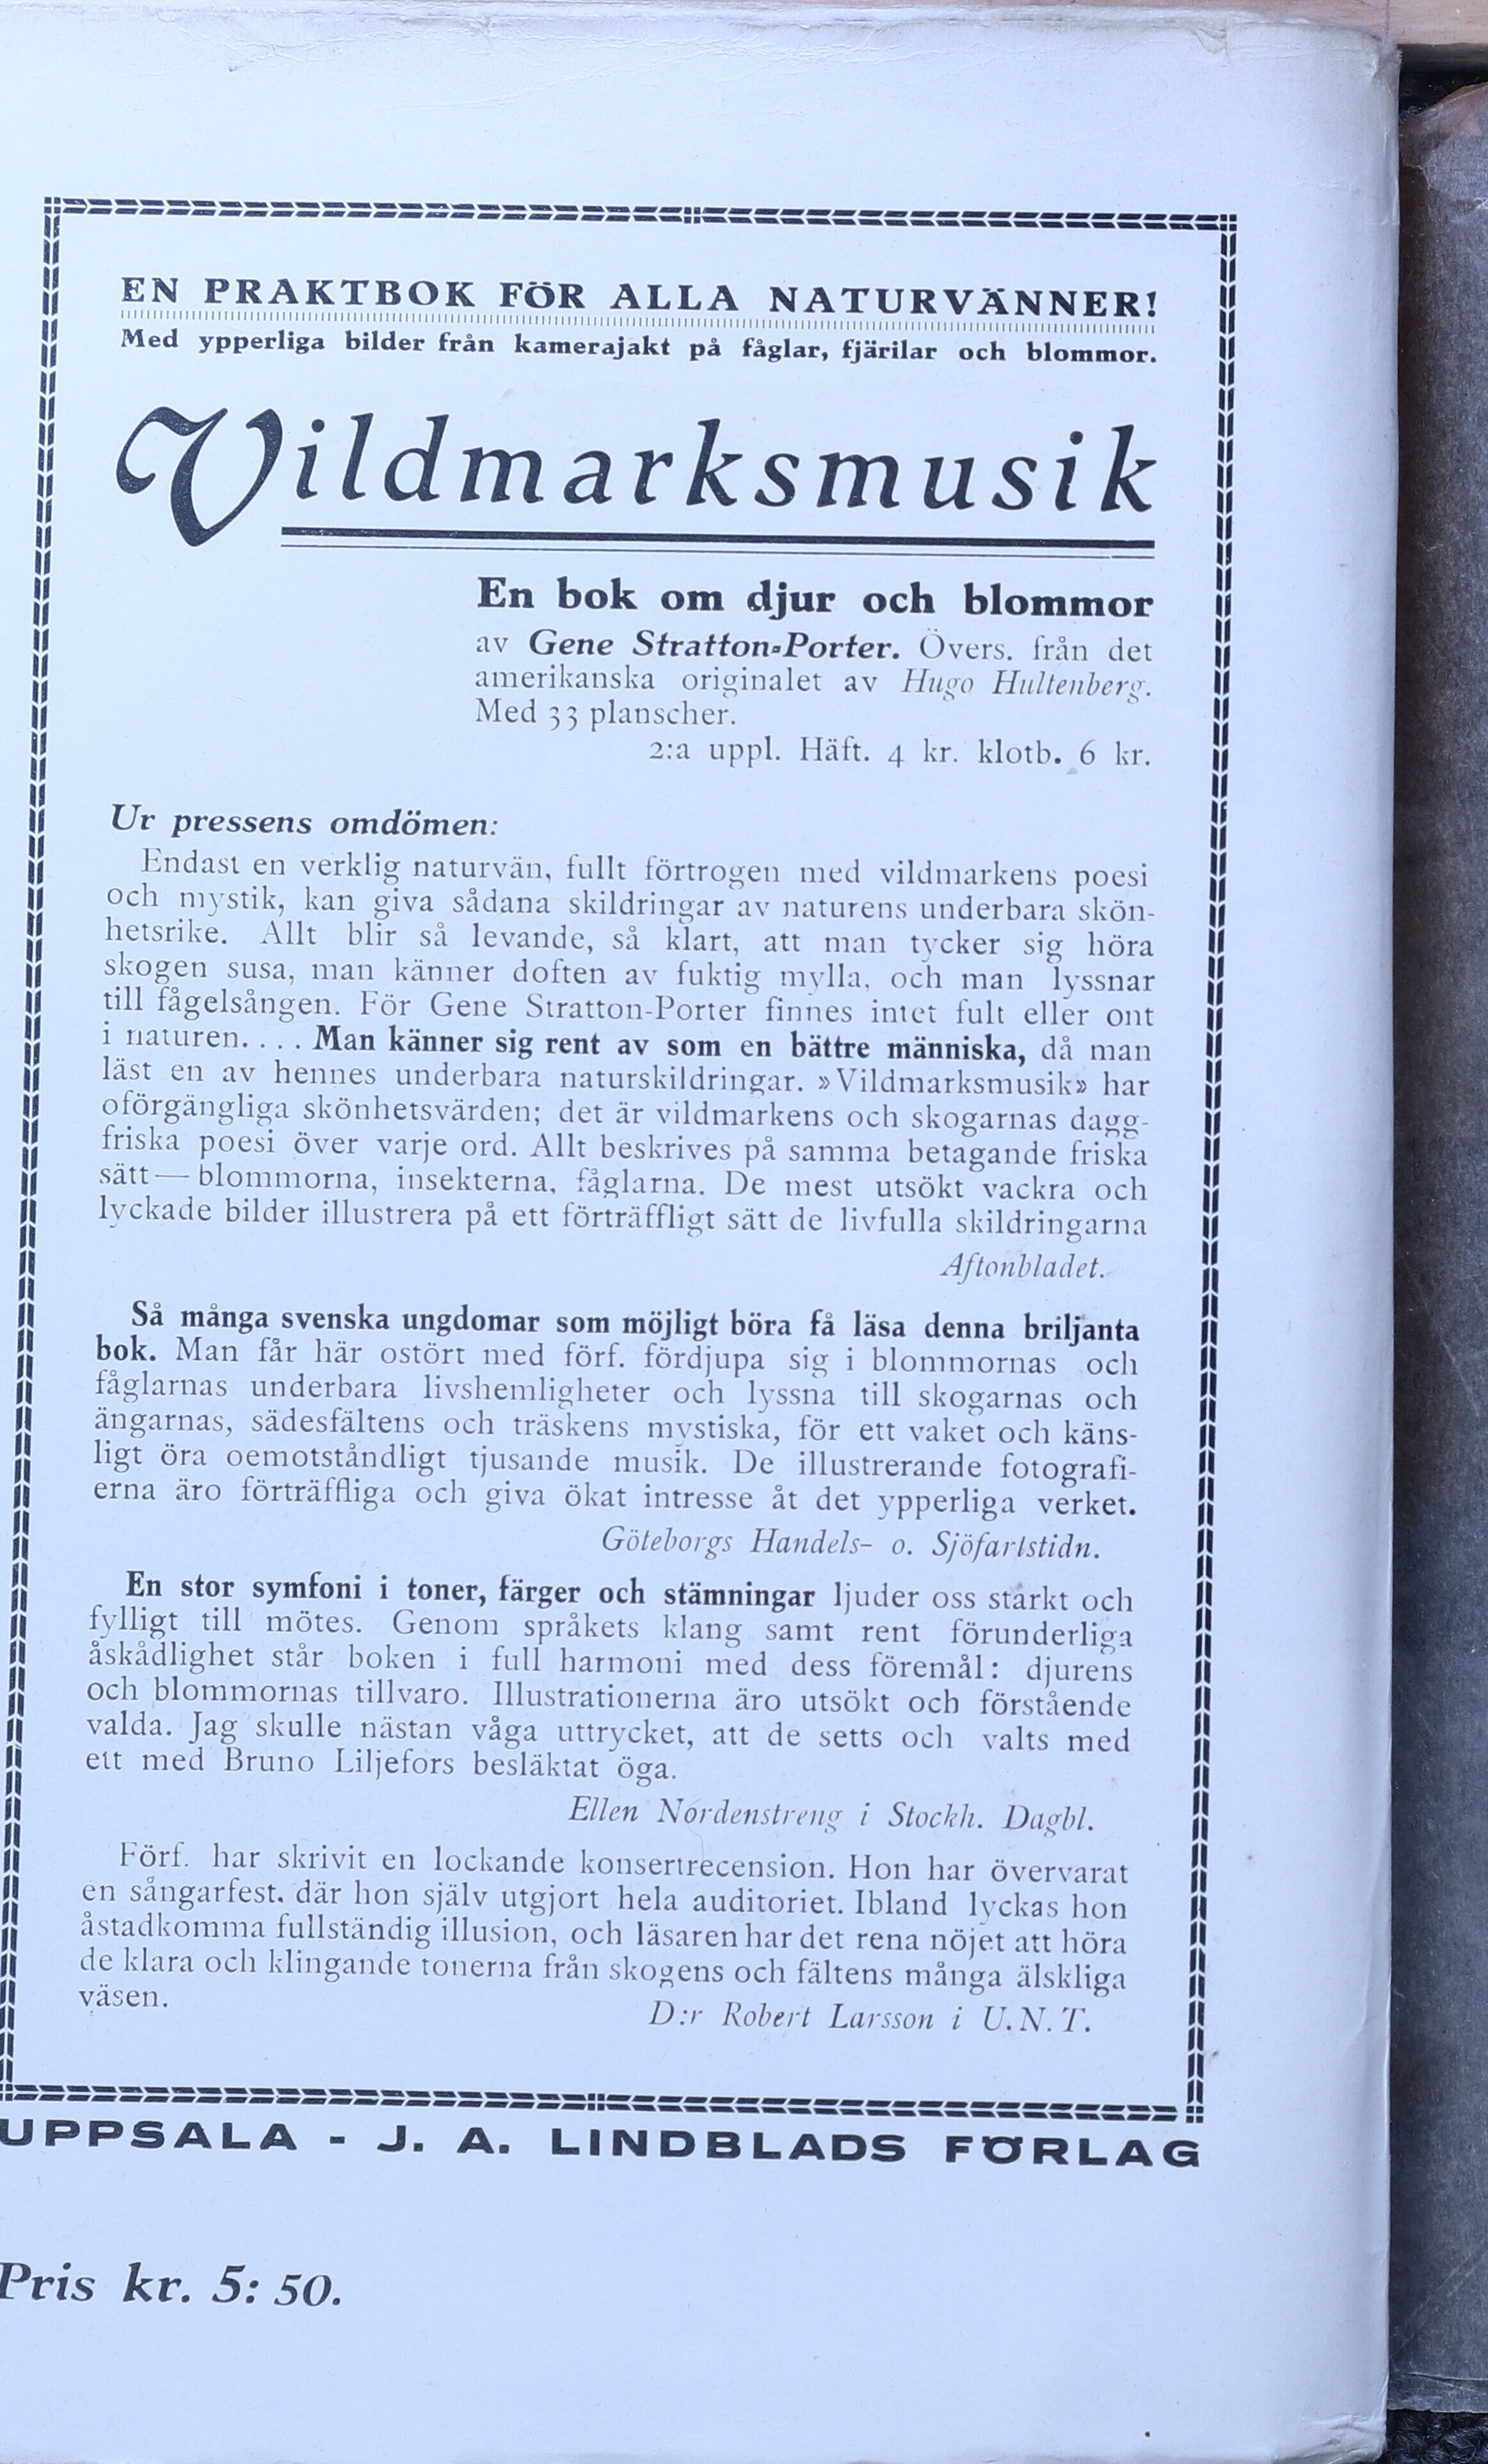 EN PRAKTBOK FÖR ALLA NATURVÄNNER!
Med ypperliga bilder från kamerajakt på fåglar, fjärilar och blommor.
Vildmarksmusik
En bok om djur och blommor
av Gene Stratton-Porter. Övers. från det
amerikanska originalet av Hugo Hultenberg.
Med 33 planscher.
2:a uppl. Häft. 4 kr. klotb. 6 kr.
Ur pressens omdömen:
Endast en verklig naturvän, fullt förtrogen med vildmarkens poesi
och mystik, kan giva sådana skildringar av naturens underbara skön-
hetsrike. Allt blir så levande, så klart, att man tycker sig höra
skogen susa, man känner doften av fuktig mylla, och man lyssnar
till fågelsången. För Gene Stratton-Porter finnes intet fult eller ont
i naturen.... Man känner sig rent av som en bättre människa, då man
läst en av hennes underbara naturskildringar. »Vildmarksmusik» har
oförgängliga skönhetsvärden; det är vildmarkens och skogarnas dagg-
friska poesi över varje ord. Allt beskrives på samma betagande friska
sätt — blommorna, insekterna, fåglarna. De mest utsökt vackra och
lyckade bilder illustrera på ett förträffligt sätt de livfulla skildringarna
Aftonbladet.
Så många svenska ungdomar som möjligt böra få läsa denna briljanta
bok. Man får här ostört med förf. fördjupa sig i blommornas och
fåglarnas underbara livshemligheter och lyssna till skogarnas och
ängarnas, sädesfältens och träskens mystiska, för ett vaket och käns-
ligt öra oemotståndligt tjusande musik. De illustrerande fotografi-
erna äro förträffliga och giva ökat intresse åt det ypperliga verket.
Göteborgs Handels- o. Sjöfartstidn.
En stor symfoni i toner, färger och stämningar ljuder oss starkt och
fylligt till mötes. Genom språkets klang samt rent förunderliga
åskådlighet står boken i full harmoni med dess föremål: djurens
och blommornas tillvaro. Illustrationerna äro utsökt och förstående
valda. Jag skulle nästan våga uttrycket, att de setts och valts med
ett med Bruno Liljefors besläktat öga.
Ellen Nordenstreng i Stockh. Dagbl.
Förf. har skrivit en lockande konsertrecension. Hon har övervarat
en sångarfest. där hon själv utgjort hela auditoriet. Ibland lyckas hon
åstadkomma fullständig illusion, och läsaren har det rena nöjet att höra
de klara och klingande tonerna från skogens och fältens många älskliga
väsen.
D:r Robert Larsson i U.N.T.
UPPSALA - J. A. LINDBLADS FÖRLAG
Pris kr. 5: 50.